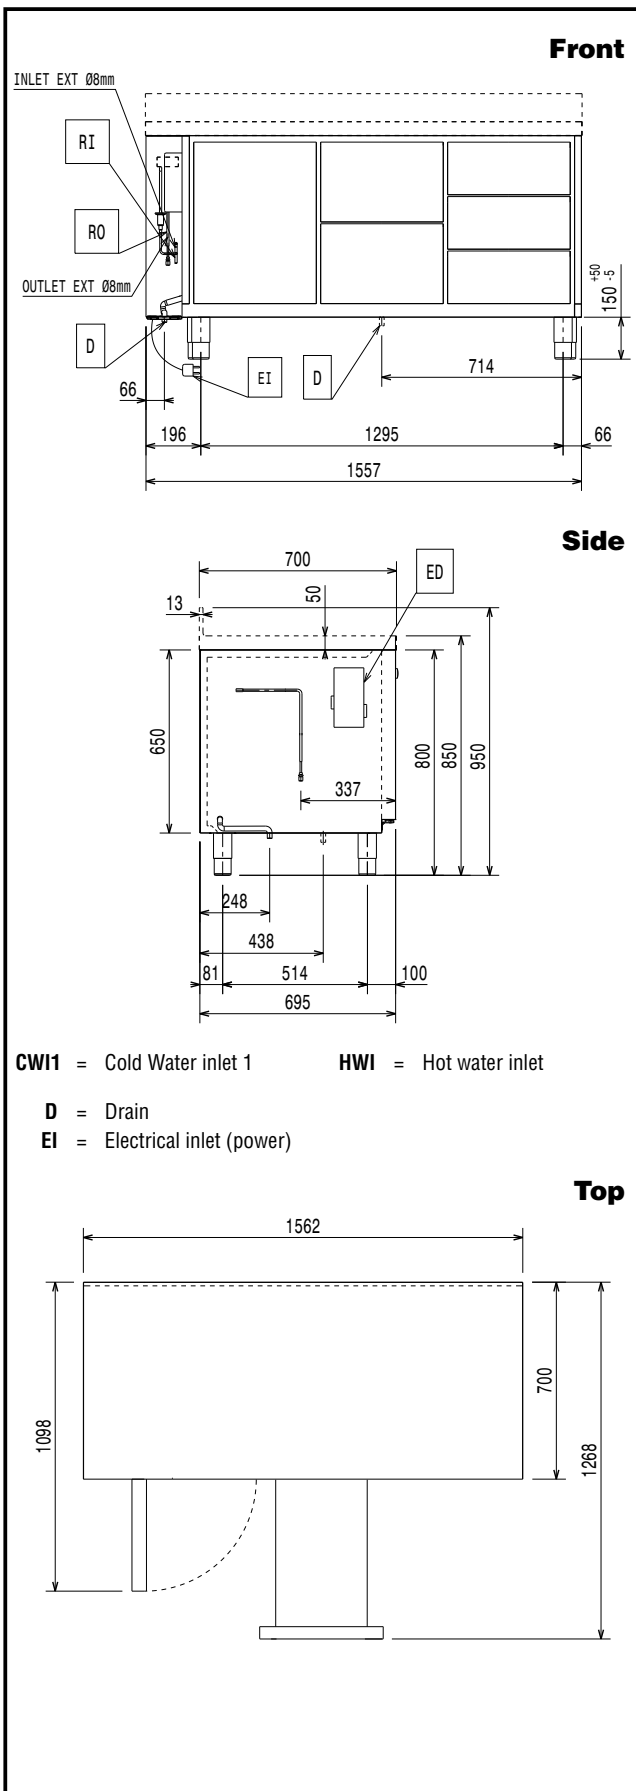 Front
INLET EXT Ø8mm
RI
RO
OUTLET EXT Ø8mm
D
EI
D
150 +50 -5
714
66
196
1295
66
1557
Side
700
ED
50
13
650
800
850
950
337
248
438
81
514
100
695
CWI1 = Cold Water inlet 1
HWI = Hot water inlet
D = Drain
EI = Electrical inlet (power)
Top
1562
1098
700
1268